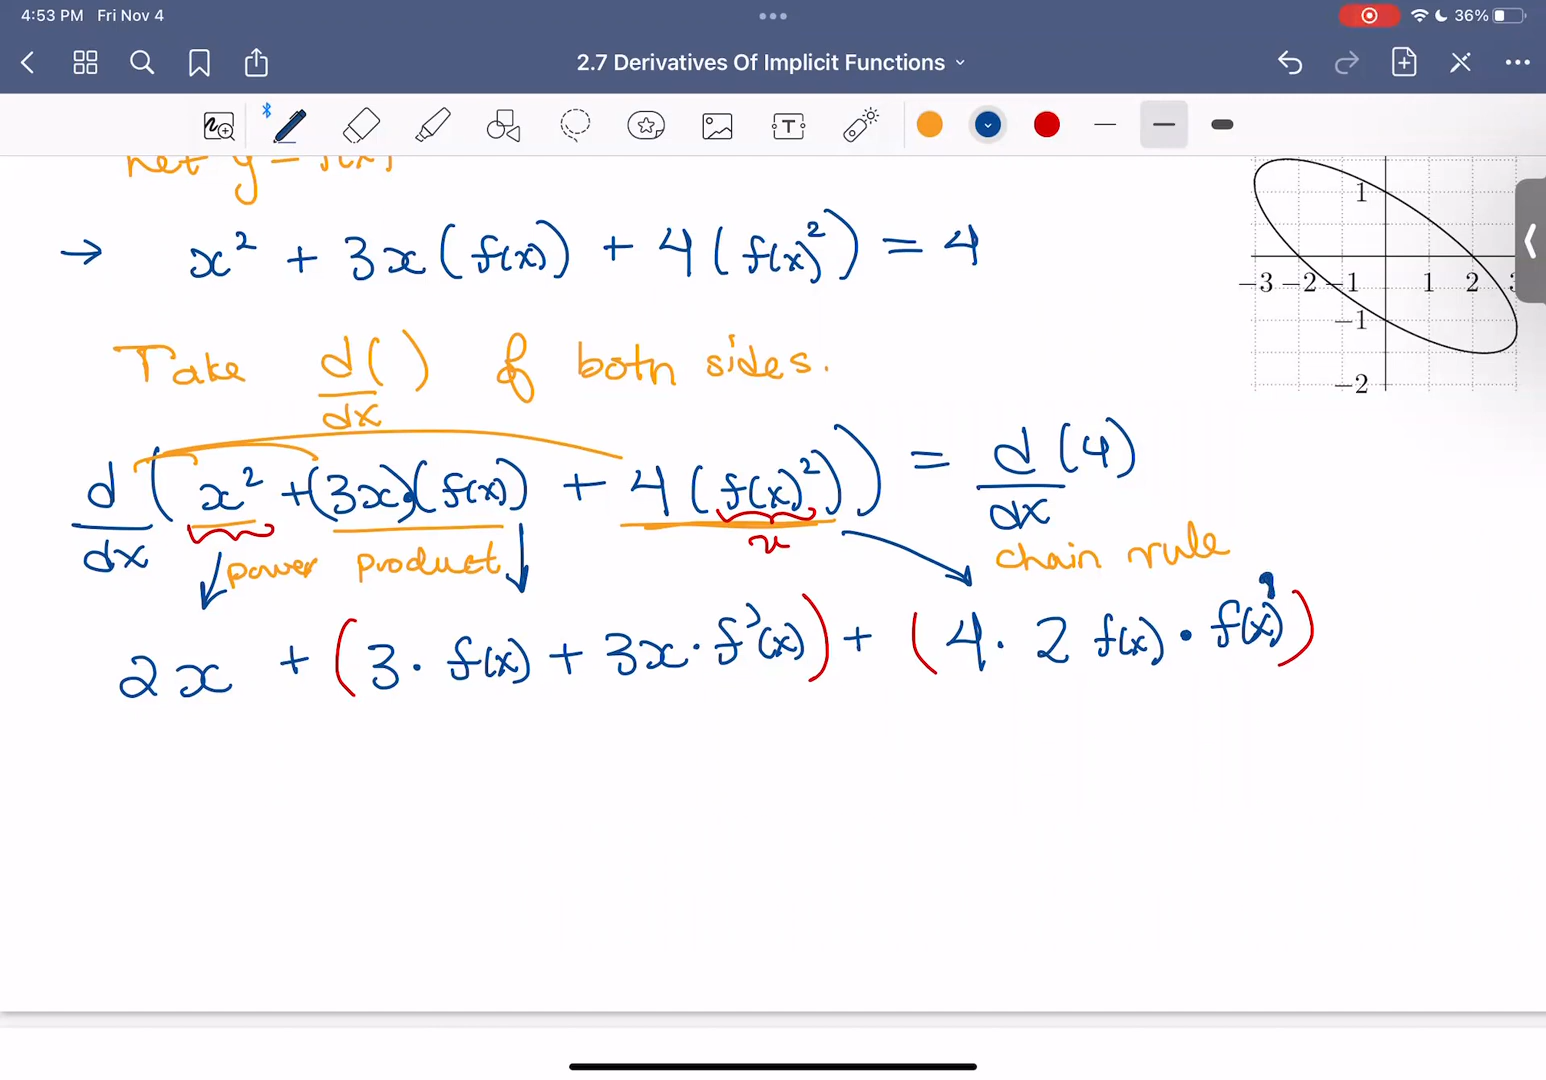 4:53 PM Fri Nov 4
36%
2.7 Derivatives Of Implicit Functions
T
y = f(x)
→ x² + 3x(f(x)) + 4(f(x)²) = 4
1
-3 -2 -1 1 2
-1
-2
Take d( )/dx of both sides.
d/dx (x² + (3x)·(f(x)) + 4(f(x)²)) = d/dx (4)
u
power product chain rule
2x + (3 · f(x) + 3x · f'(x)) + (4 · 2 f(x) · f(x)')